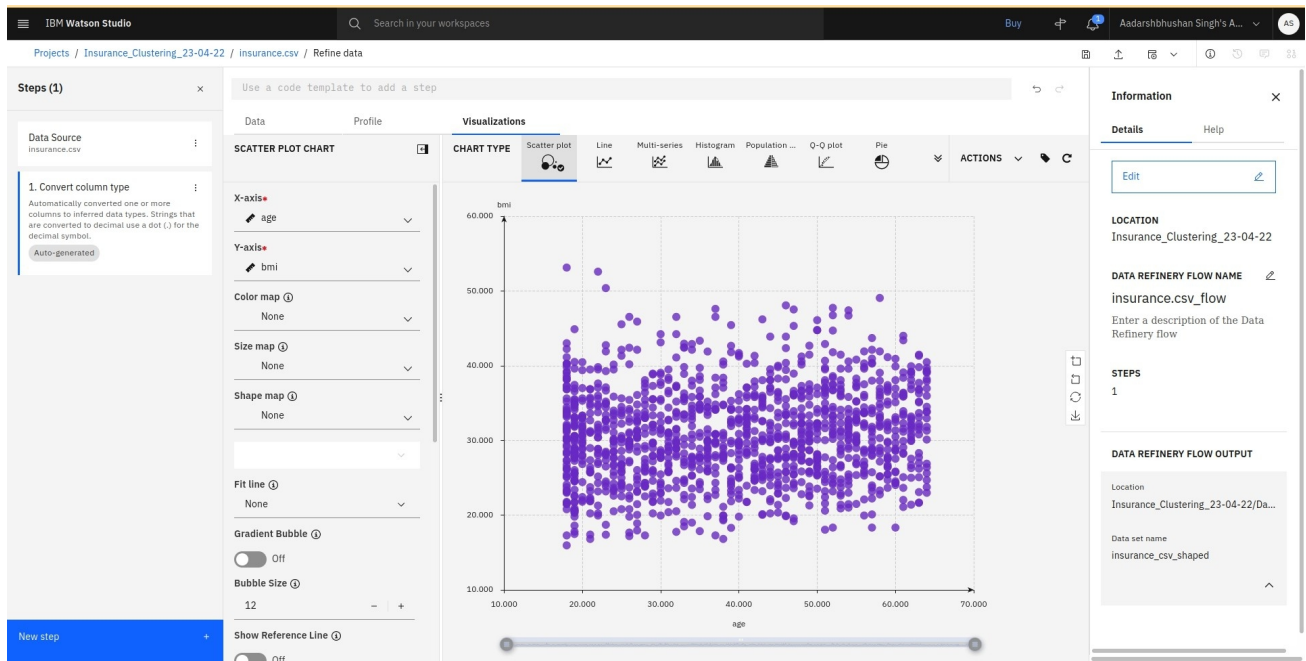 IBM Watson Studio
Search in your workspaces
Buy
1
Aadarshbhushan Singh's A...
AS
Projects / Insurance_Clustering_23-04-22 / insurance.csv / Refine data
Steps (1)
Data Source
insurance.csv
1. Convert column type
Automatically converted one or more
columns to inferred data types. Strings that
are converted to decimal use a dot (.) for the
decimal symbol.
Auto-generated
New step +
Use a code template to add a step
Data Profile Visualizations
SCATTER PLOT CHART
X-axis
age
Y-axis
bmi
Color map
None
Size map
None
Shape map
None
Fit line
None
Gradient Bubble
Off
Bubble Size
12 - +
Show Reference Line
Off
CHART TYPE
Scatter plot
Line
Multi-series
Histogram
Population ...
Q-Q plot
Pie
ACTIONS
bmi
60.000
50.000
40.000
30.000
20.000
10.000
10.000 20.000 30.000 40.000 50.000 60.000 70.000
age
Information
Details Help
Edit
LOCATION
Insurance_Clustering_23-04-22
DATA REFINERY FLOW NAME
insurance.csv_flow
Enter a description of the Data
Refinery flow
STEPS
1
DATA REFINERY FLOW OUTPUT
Location
Insurance_Clustering_23-04-22/Da...
Data set name
insurance_csv_shaped